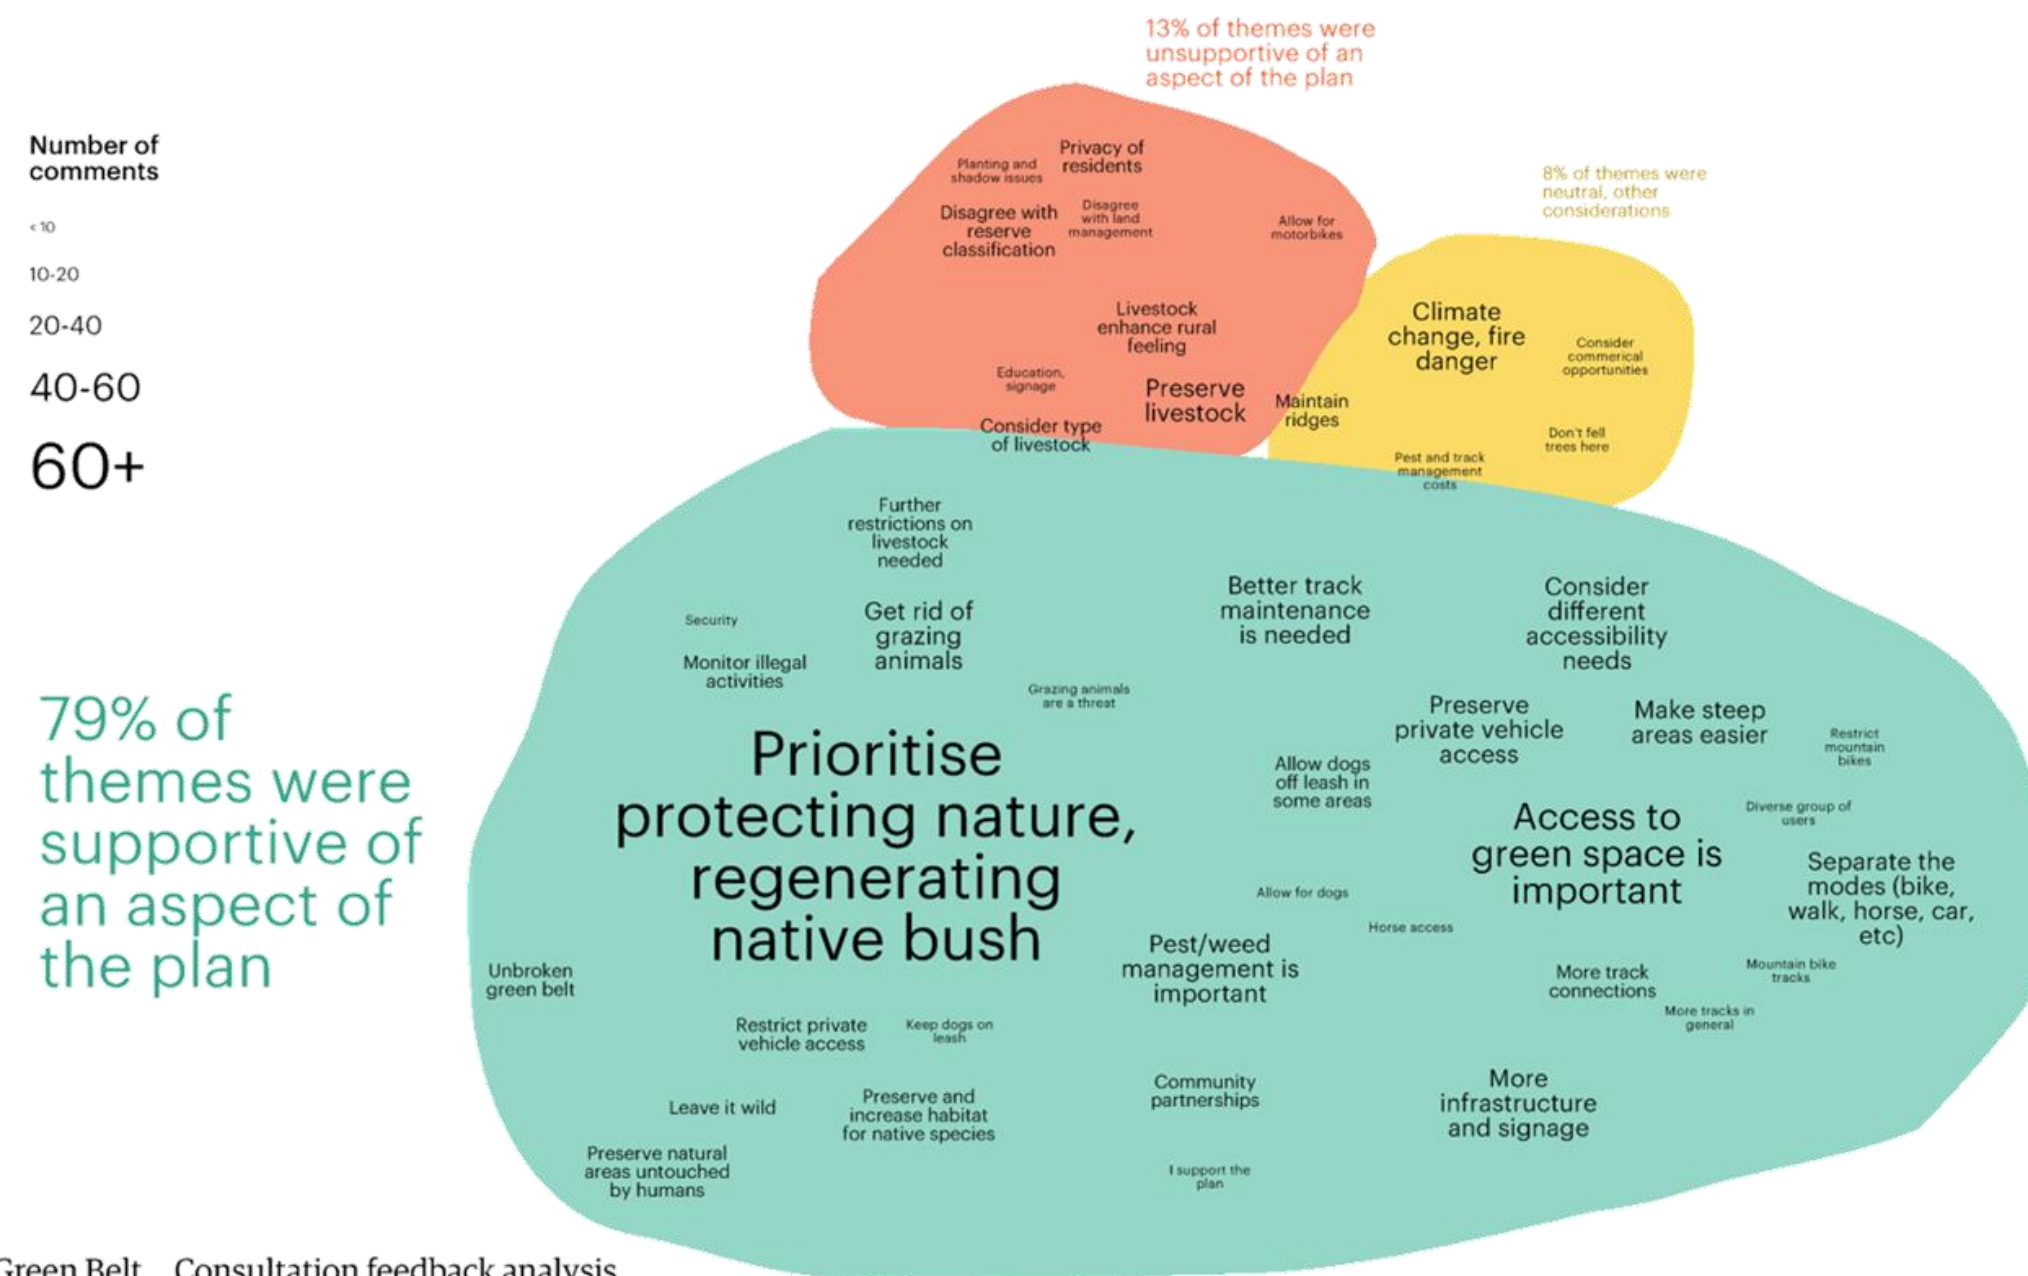 13% of themes were
unsupportive of an
aspect of the plan
Number of
comments
<10
10-20
20-40
40-60
60+
8% of themes were
neutral, other
considerations
Privacy of
residents
Planting and
shadow issues
Disagree with
reserve
classification
Disagree
with land
management
Allow for
motorbikes
Livestock
enhance rural
feeling
Education,
signage
Preserve
livestock
Consider type
of livestock
Climate
change, fire
danger
Consider
commerical
opportunities
Maintain
ridges
Don't fell
trees here
Pest and track
management
costs
79% of
themes were
supportive of
an aspect of
the plan
Further
restrictions on
livestock
needed
Security
Get rid of
grazing
animals
Monitor illegal
activities
Grazing animals
are a threat
Better track
maintenance
is needed
Consider
different
accessibility
needs
Preserve
private vehicle
access
Make steep
areas easier
Restrict
mountain
bikes
Prioritise
protecting nature,
regenerating
native bush
Allow dogs
off leash in
some areas
Access to
green space is
important
Diverse group of
users
Separate the
modes (bike,
walk, horse, car,
etc)
Allow for dogs
Horse access
Pest/weed
management is
important
More track
connections
Mountain bike
tracks
More tracks in
general
Unbroken
green belt
Restrict private
vehicle access
Keep dogs on
leash
Leave it wild
Preserve and
increase habitat
for native species
Community
partnerships
More
infrastructure
and signage
Preserve natural
areas untouched
by humans
I support the
plan
Green Belt Consultation feedback analysis